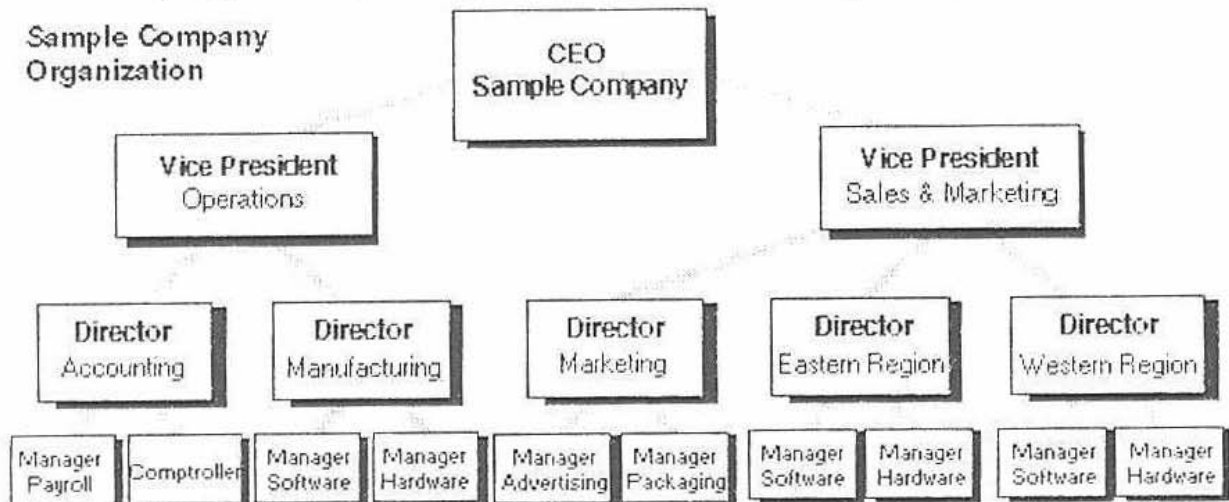 Sample Company
Organization
CEO
Sample Company
Vice President
Operations
Vice President
Sales & Marketing
Director
Accounting
Director
Manufacturing
Director
Marketing
Director
Eastern Region
Director
Western Region
Manager
Payroll
Comptroller
Manager
Software
Manager
Hardware
Manager
Advertising
Manager
Packaging
Manager
Software
Manager
Hardware
Manager
Software
Manager
Hardware